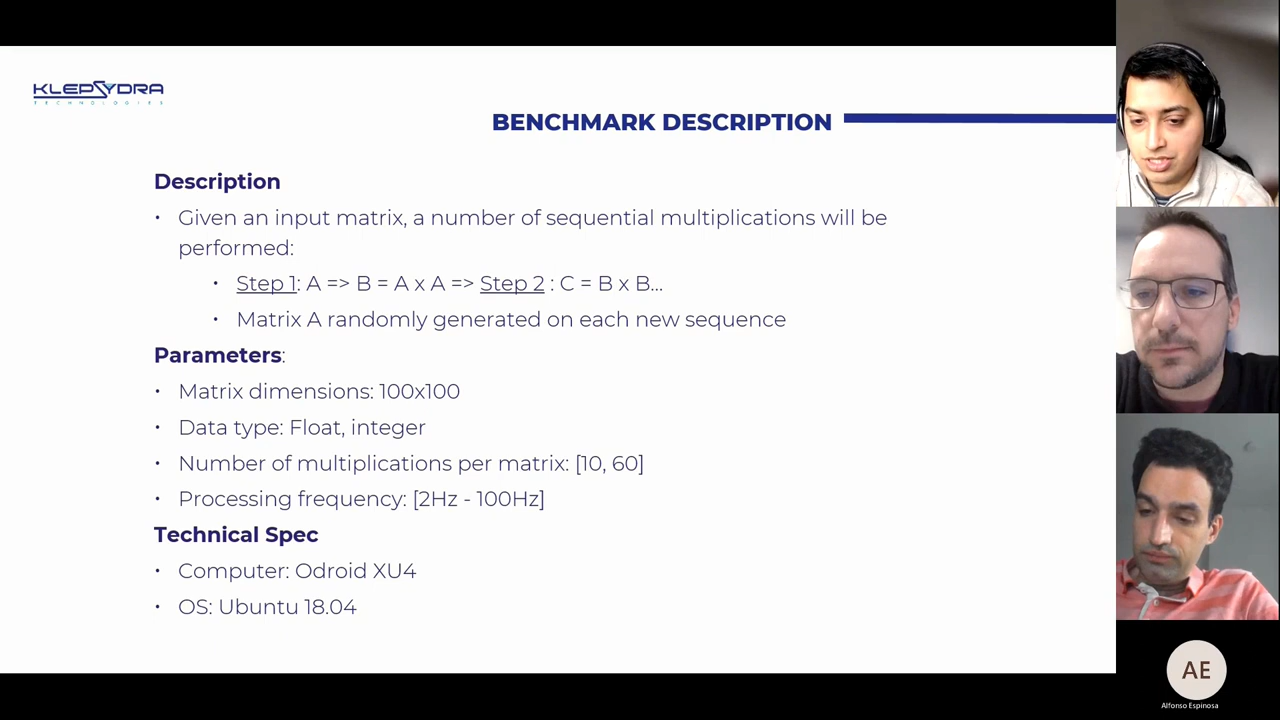 KLEPSYDRA
TECHNOLOGIES
BENCHMARK DESCRIPTION
Description
• Given an input matrix, a number of sequential multiplications will be
performed:
• Step 1: A => B = A x A => Step 2 : C = B x B...
• Matrix A randomly generated on each new sequence
Parameters:
• Matrix dimensions: 100x100
• Data type: Float, integer
• Number of multiplications per matrix: [10, 60]
• Processing frequency: [2Hz - 100Hz]
Technical Spec
• Computer: Odroid XU4
• OS: Ubuntu 18.04
AE
Alfonso Espinosa